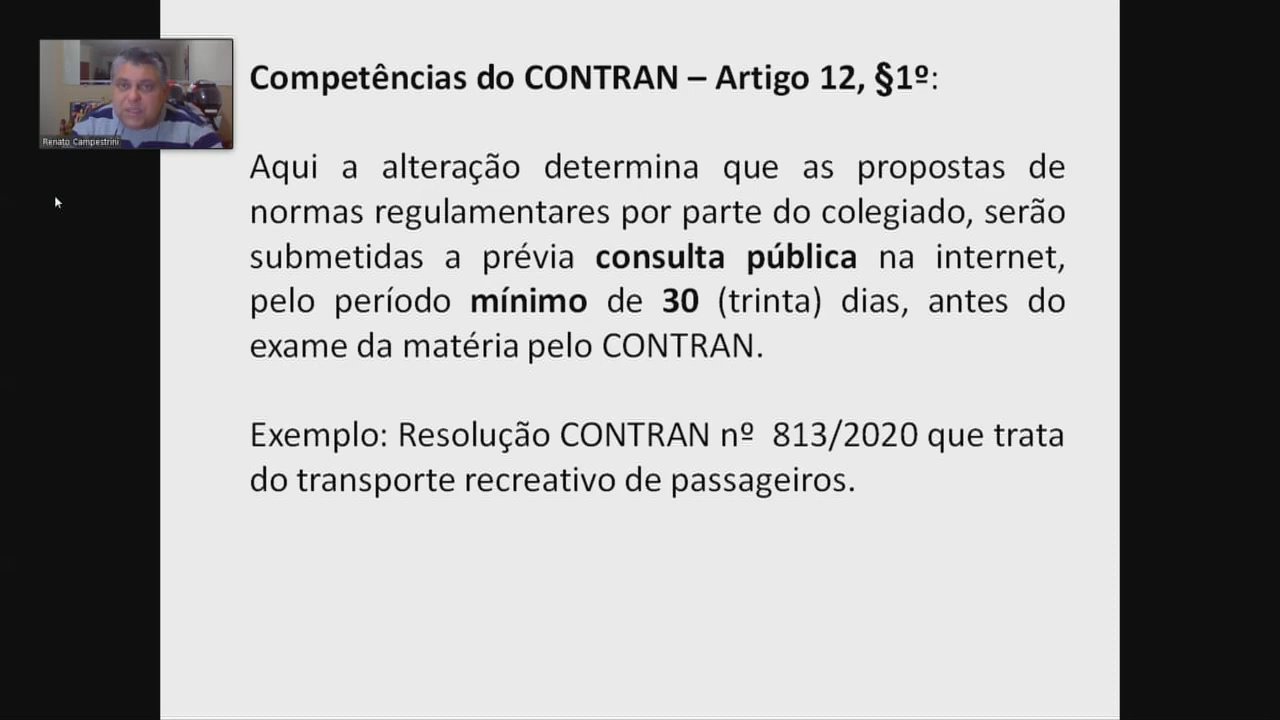 Competências do CONTRAN – Artigo 12, §1º:
Renato Campestrini
Aqui a alteração determina que as propostas de
normas regulamentares por parte do colegiado, serão
submetidas a prévia consulta pública na internet,
pelo período mínimo de 30 (trinta) dias, antes do
exame da matéria pelo CONTRAN.
Exemplo: Resolução CONTRAN nº 813/2020 que trata
do transporte recreativo de passageiros.